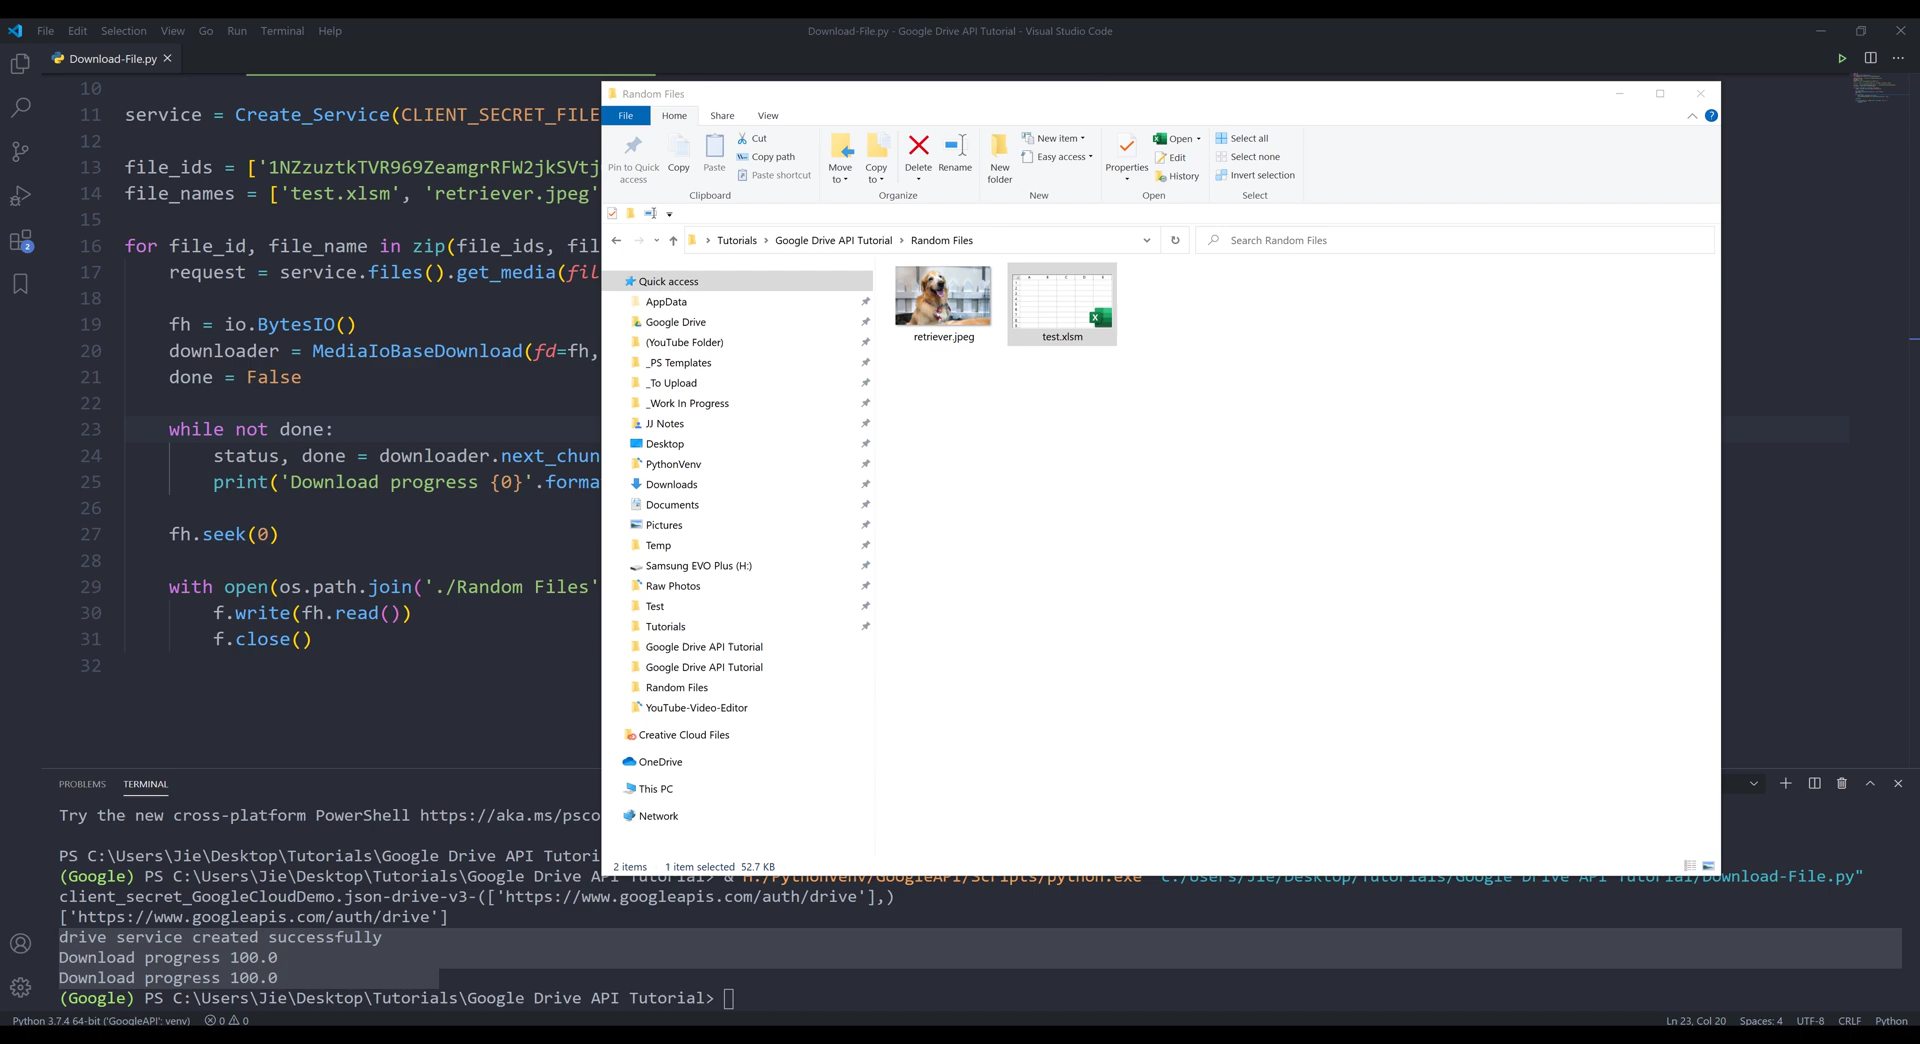 File Edit Selection View Go Run Terminal Help
Download-File.py - Google Drive API Tutorial - Visual Studio Code
Download-File.py
10
11 service = Create_Service(CLIENT_SECRET_FILE
12
13 file_ids = ['1NZzuztkTVR969ZeamgrRFW2jkSVtj
14 file_names = ['test.xlsm', 'retriever.jpeg'
15
16 for file_id, file_name in zip(file_ids, fil
17 request = service.files().get_media(fil
18
19 fh = io.BytesIO()
20 downloader = MediaIoBaseDownload(fd=fh,
21 done = False
22
23 while not done:
24 status, done = downloader.next_chun
25 print('Download progress {0}'.forma
26
27 fh.seek(0)
28
29 with open(os.path.join('./Random Files'
30 f.write(fh.read())
31 f.close()
32
Random Files
File Home Share View
Pin to Quick access
Copy
Paste
Cut
Copy path
Paste shortcut
Clipboard
Move to
Copy to
Delete
Rename
Organize
New folder
New item
Easy access
New
Properties
Open
Edit
History
Open
Select all
Select none
Invert selection
Select
Tutorials > Google Drive API Tutorial > Random Files
Search Random Files
Quick access
AppData
Google Drive
(YouTube Folder)
_PS Templates
_To Upload
_Work In Progress
JJ Notes
Desktop
PythonVenv
Downloads
Documents
Pictures
Temp
Samsung EVO Plus (H:)
Raw Photos
Test
Tutorials
Google Drive API Tutorial
Google Drive API Tutorial
Random Files
YouTube-Video-Editor
Creative Cloud Files
OneDrive
This PC
Network
retriever.jpeg
test.xlsm
2 items 1 item selected 52.7 KB
PROBLEMS TERMINAL
Try the new cross-platform PowerShell https://aka.ms/psco
PS C:\Users\Jie\Desktop\Tutorials\Google Drive API Tutori
(Google) PS C:\Users\Jie\Desktop\Tutorials\Google Drive API Tutorial> & H:/PythonVenv/GoogleAPI/Scripts/python.exe "c:/Users/Jie/Desktop/Tutorials/Google Drive API Tutorial/Download-File.py"
client_secret_GoogleCloudDemo.json-drive-v3-(['https://www.googleapis.com/auth/drive'],)
['https://www.googleapis.com/auth/drive']
drive service created successfully
Download progress 100.0
Download progress 100.0
(Google) PS C:\Users\Jie\Desktop\Tutorials\Google Drive API Tutorial>
2
Python 3.7.4 64-bit ('GoogleAPI': venv) 0 0
Ln 23, Col 20 Spaces: 4 UTF-8 CRLF Python